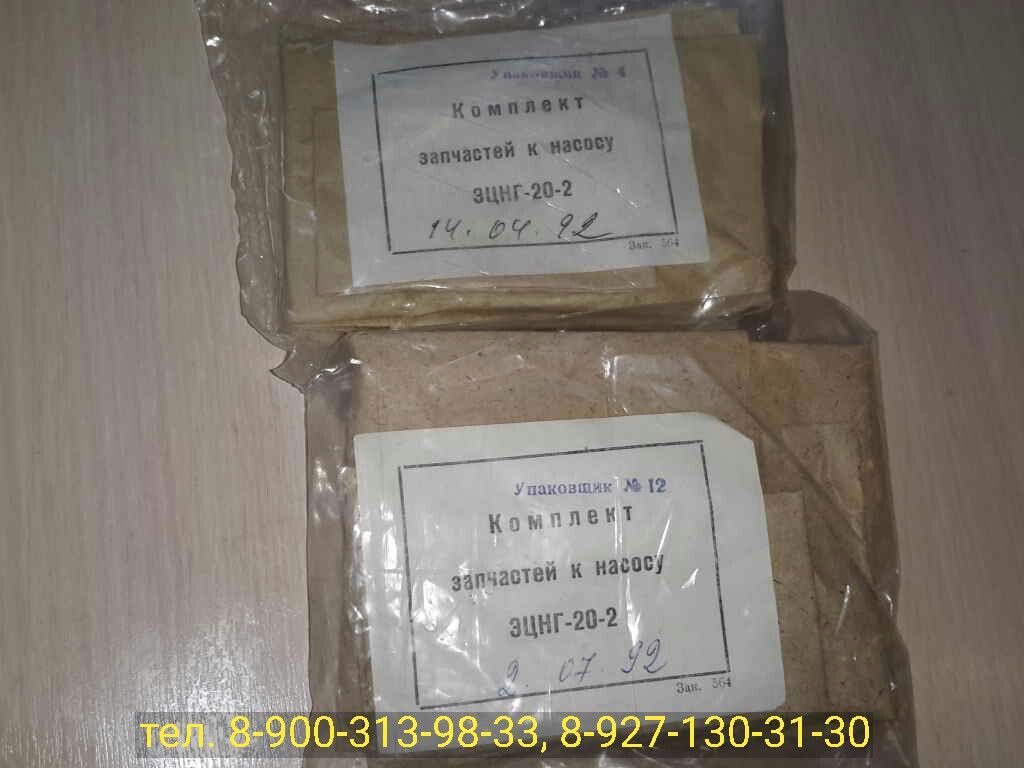 Упаковщик № 4
Комплект
запчастей к насосу
ЭЦНГ-20-2
14.04.92
Зак. 564
Упаковщик № 12
Комплект
запчастей к насосу
ЭЦНГ-20-2
2.07.92
Зак. 564
тел. 8-900-313-98-33, 8-927-130-31-30